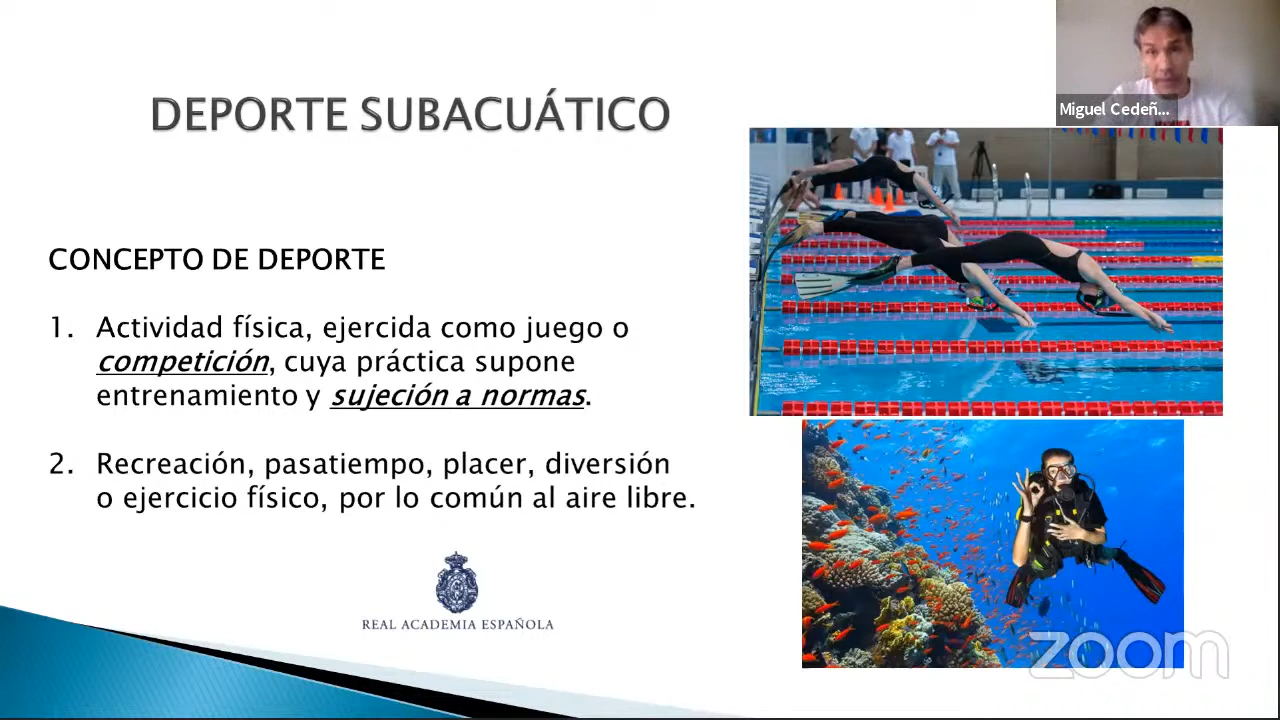 Miguel Cedeñ...
DEPORTE SUBACUÁTICO
CONCEPTO DE DEPORTE
1. Actividad física, ejercida como juego o
competición, cuya práctica supone
entrenamiento y sujeción a normas.
2. Recreación, pasatiempo, placer, diversión
o ejercicio físico, por lo común al aire libre.
REAL ACADEMIA ESPAÑOLA
zoom